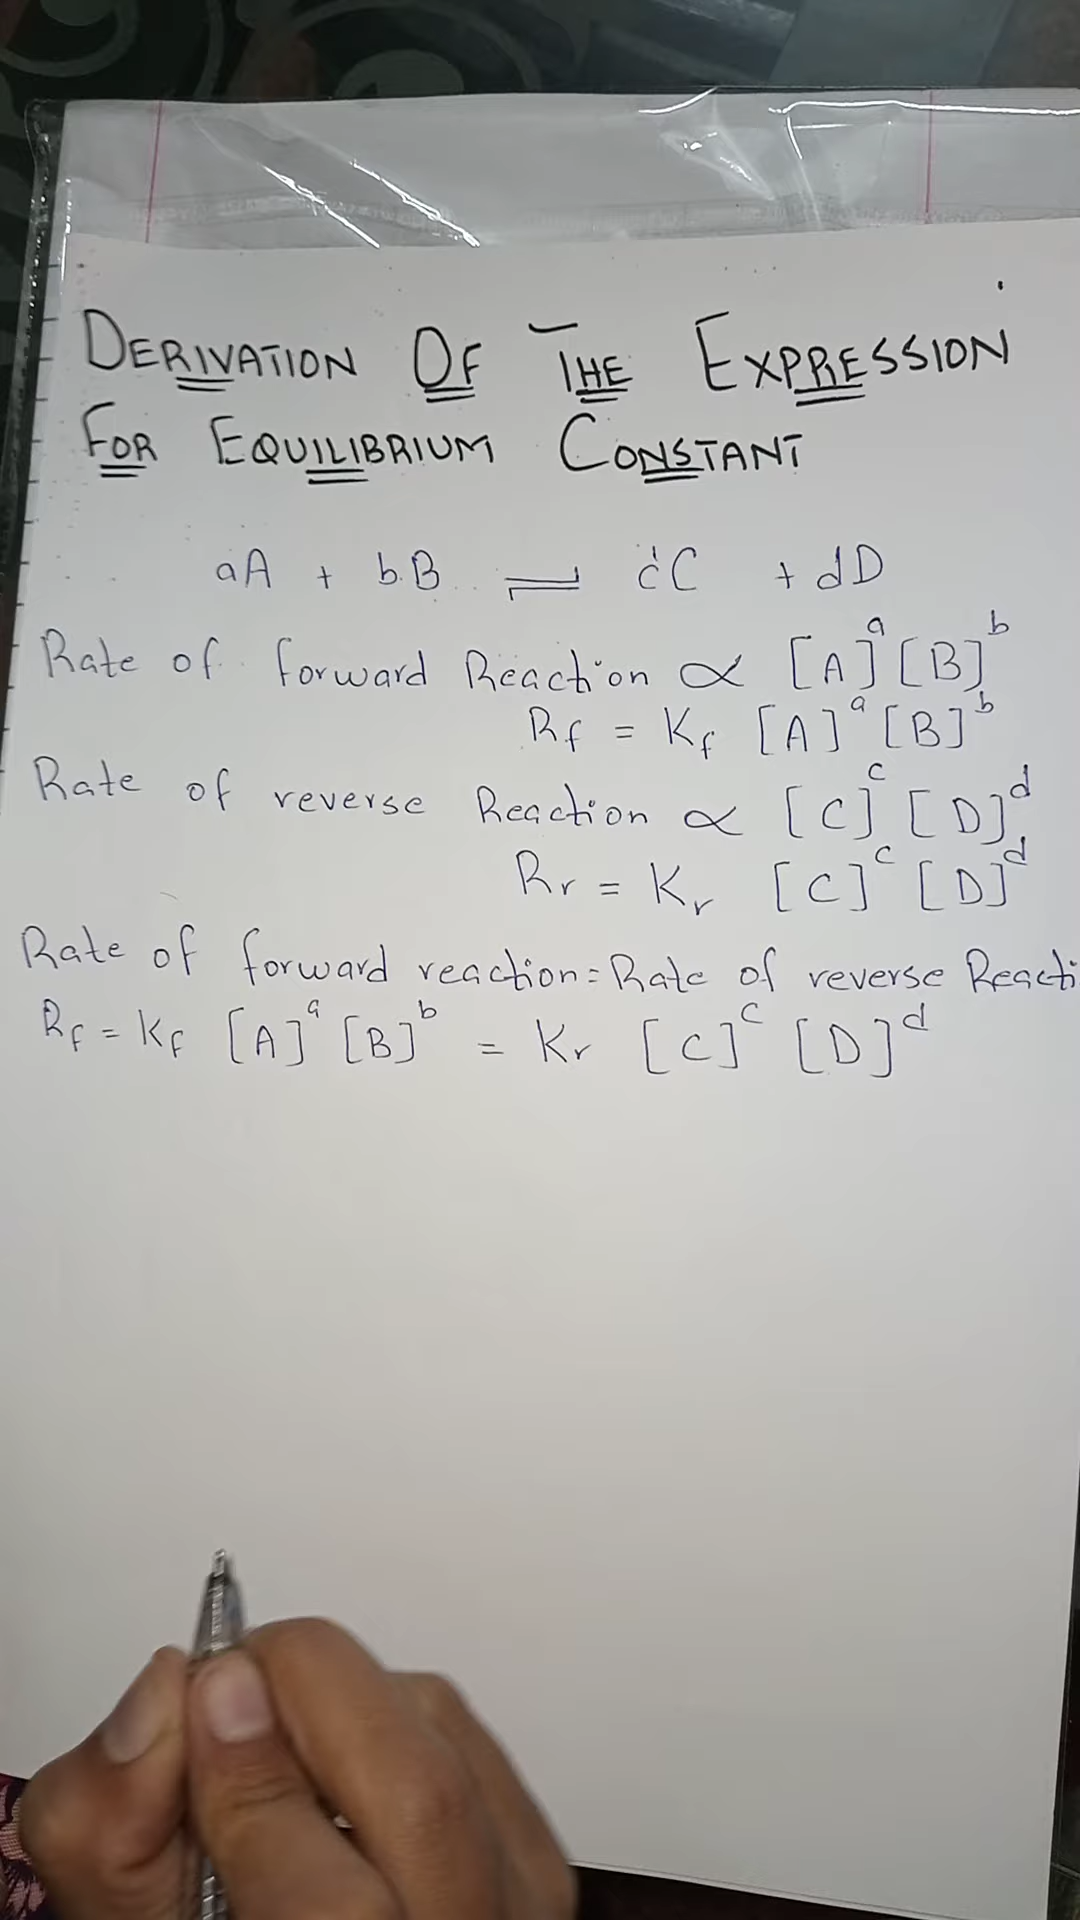 DERIVATION OF THE EXPRESSION
FOR EQUILIBRIUM CONSTANT
aA + bB ⇌ cC + dD
Rate of forward Reaction ∝ [A]ᵃ[B]ᵇ
Rf = Kf [A]ᵃ[B]ᵇ
Rate of reverse Reaction ∝ [C]ᶜ[D]ᵈ
Rr = Kr [C]ᶜ[D]ᵈ
Rate of forward reaction = Rate of reverse Reacti
Rf = Kf [A]ᵃ[B]ᵇ = Kr [C]ᶜ[D]ᵈ